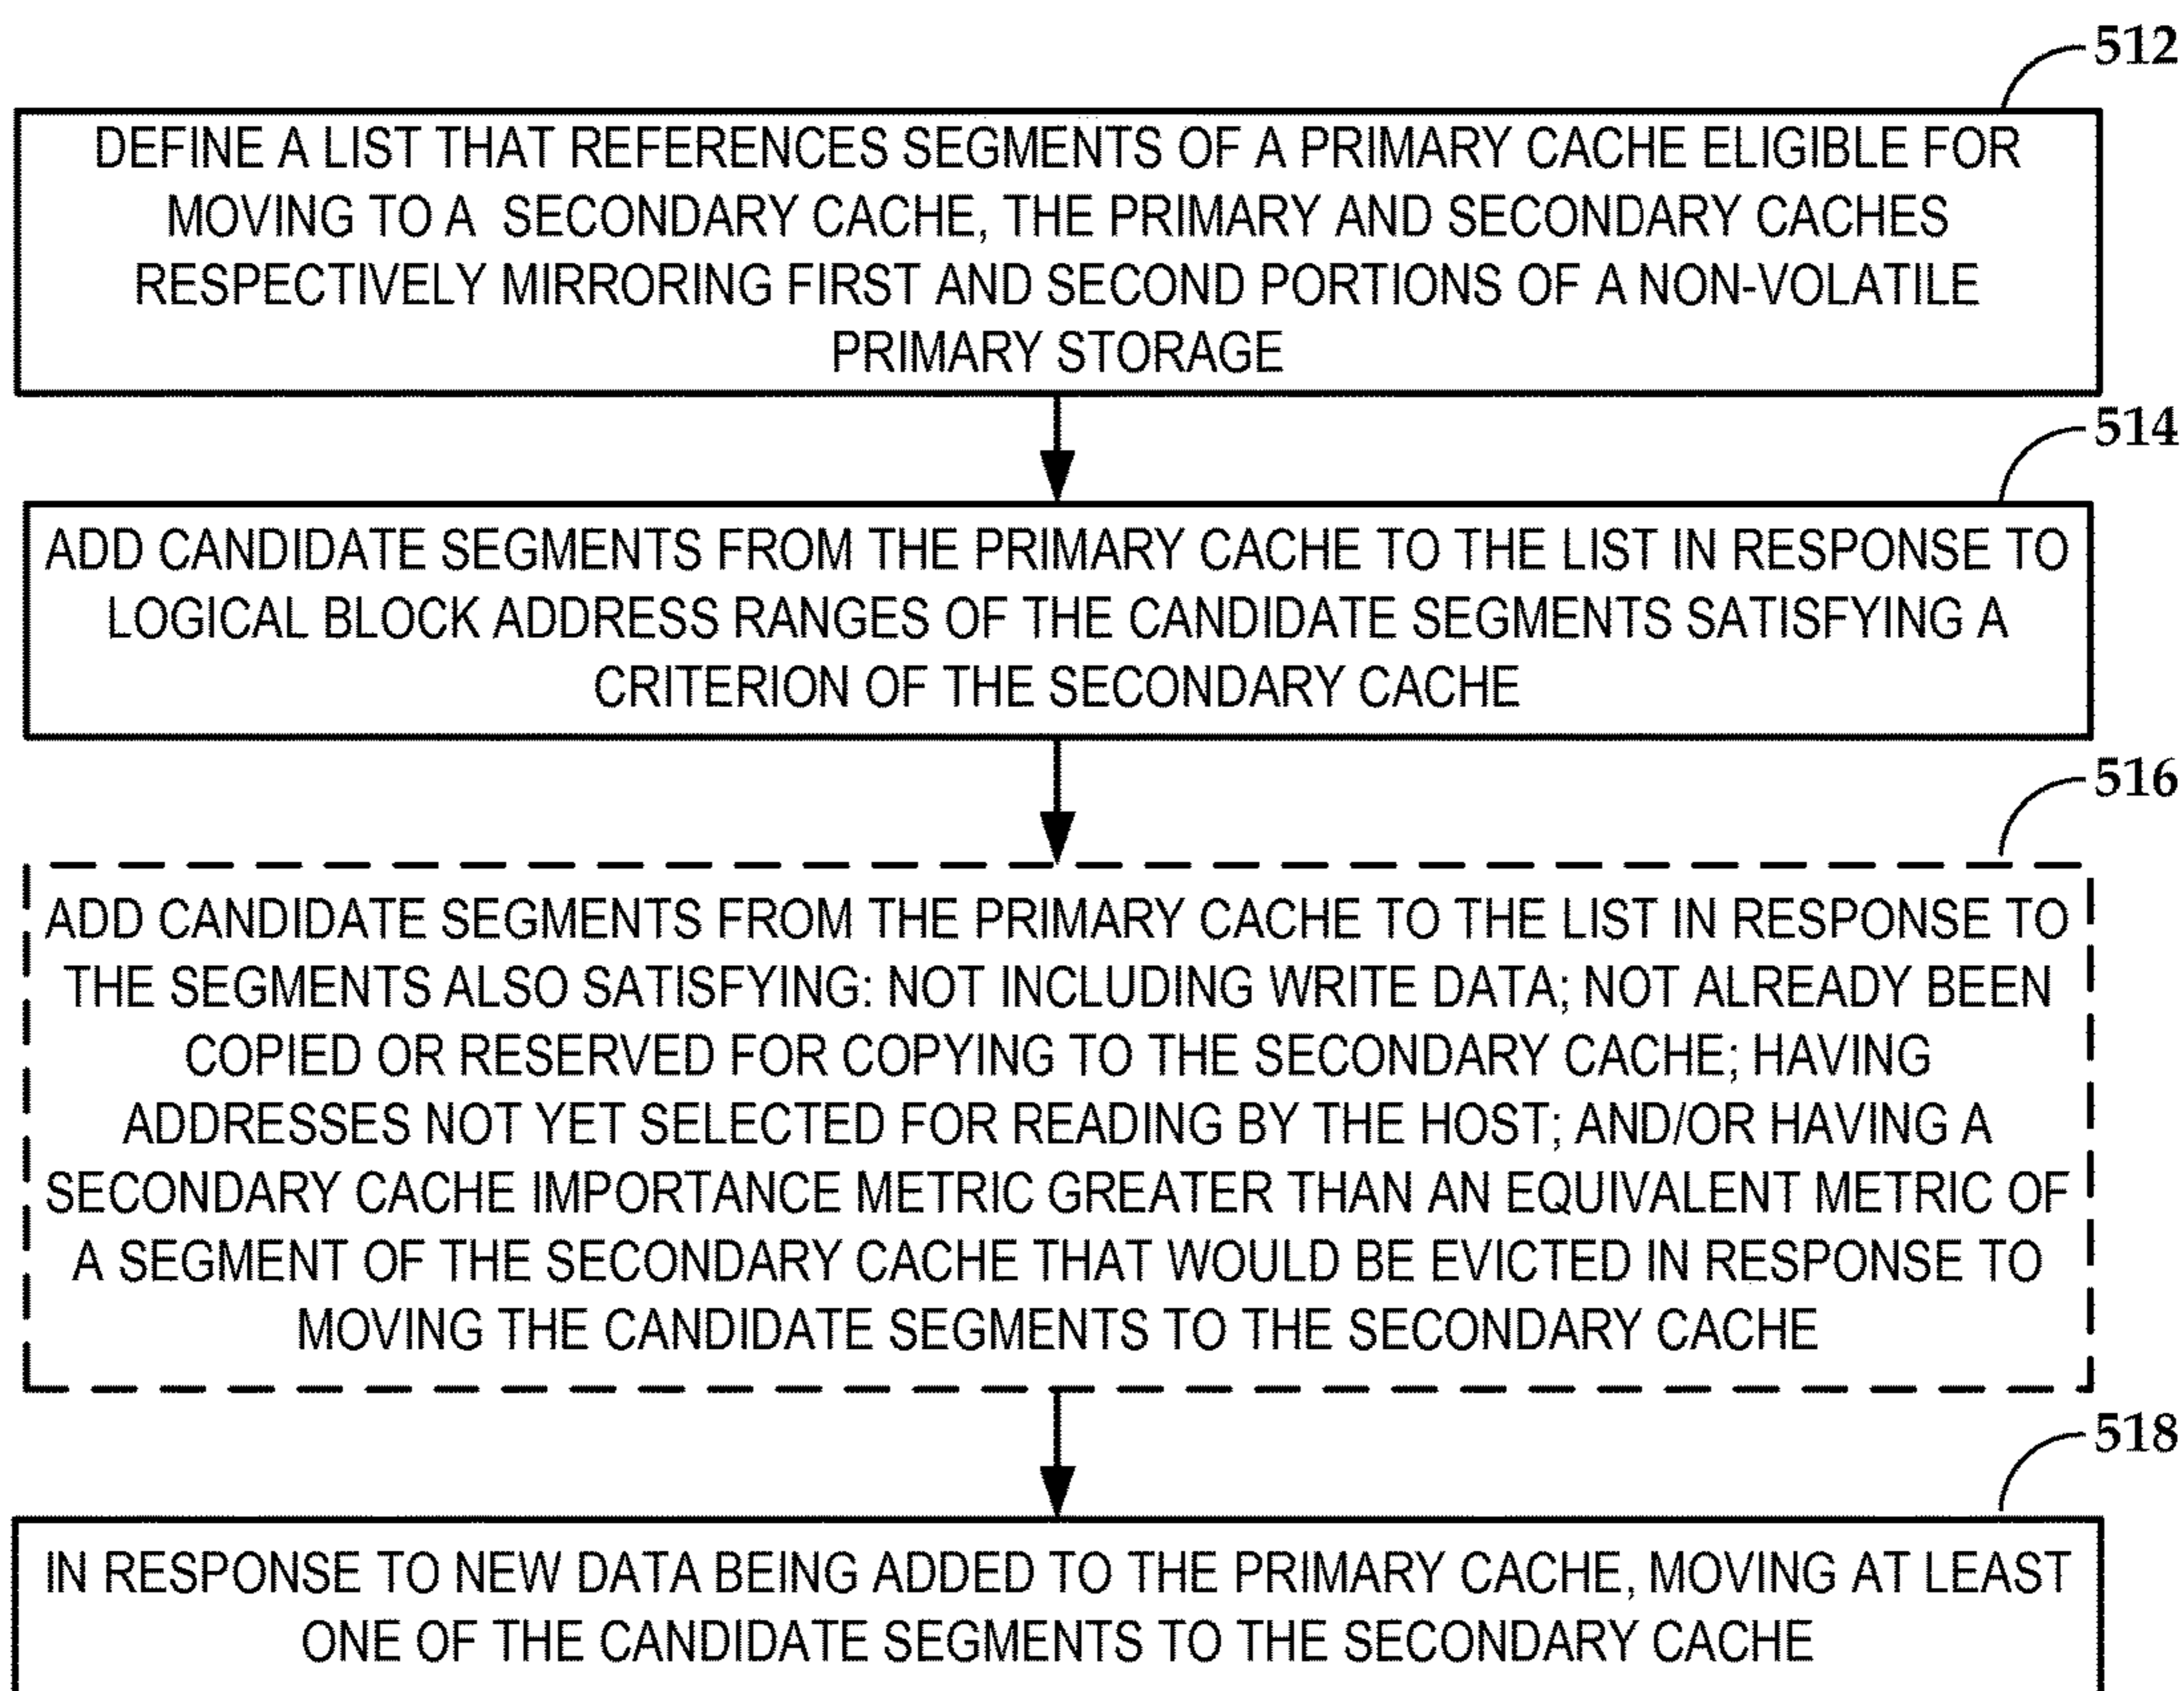 512
DEFINE A LIST THAT REFERENCES SEGMENTS OF A PRIMARY CACHE ELIGIBLE FOR
MOVING TO A SECONDARY CACHE, THE PRIMARY AND SECONDARY CACHES
RESPECTIVELY MIRRORING FIRST AND SECOND PORTIONS OF A NON-VOLATILE
PRIMARY STORAGE
514
ADD CANDIDATE SEGMENTS FROM THE PRIMARY CACHE TO THE LIST IN RESPONSE TO
LOGICAL BLOCK ADDRESS RANGES OF THE CANDIDATE SEGMENTS SATISFYING A
CRITERION OF THE SECONDARY CACHE
516
ADD CANDIDATE SEGMENTS FROM THE PRIMARY CACHE TO THE LIST IN RESPONSE TO
THE SEGMENTS ALSO SATISFYING: NOT INCLUDING WRITE DATA; NOT ALREADY BEEN
COPIED OR RESERVED FOR COPYING TO THE SECONDARY CACHE; HAVING
ADDRESSES NOT YET SELECTED FOR READING BY THE HOST; AND/OR HAVING A
SECONDARY CACHE IMPORTANCE METRIC GREATER THAN AN EQUIVALENT METRIC OF
A SEGMENT OF THE SECONDARY CACHE THAT WOULD BE EVICTED IN RESPONSE TO
MOVING THE CANDIDATE SEGMENTS TO THE SECONDARY CACHE
518
IN RESPONSE TO NEW DATA BEING ADDED TO THE PRIMARY CACHE, MOVING AT LEAST
ONE OF THE CANDIDATE SEGMENTS TO THE SECONDARY CACHE